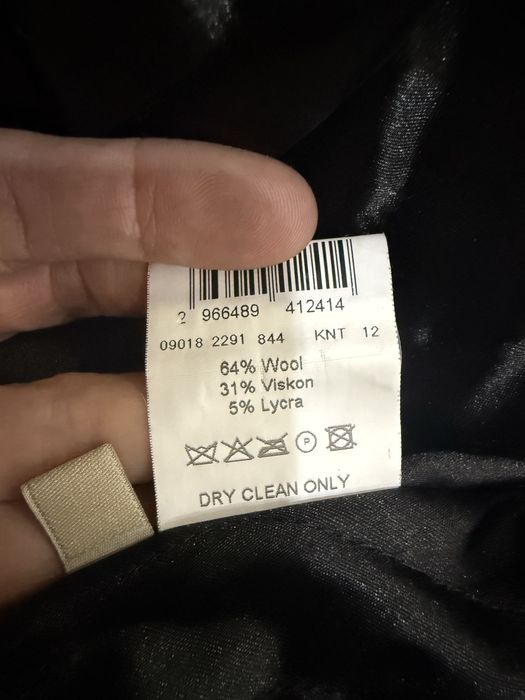 2 966489 412414
09018 2291 844 KNT 12
64% Wool
31% Viskon
5% Lycra
P
DRY CLEAN ONLY